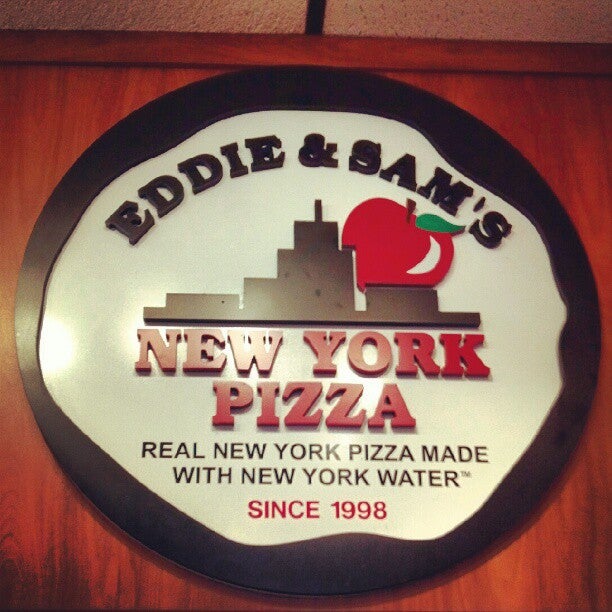 EDDIE & SAM'S
NEW YORK
PIZZA
REAL NEW YORK PIZZA MADE
WITH NEW YORK WATER™
SINCE 1998